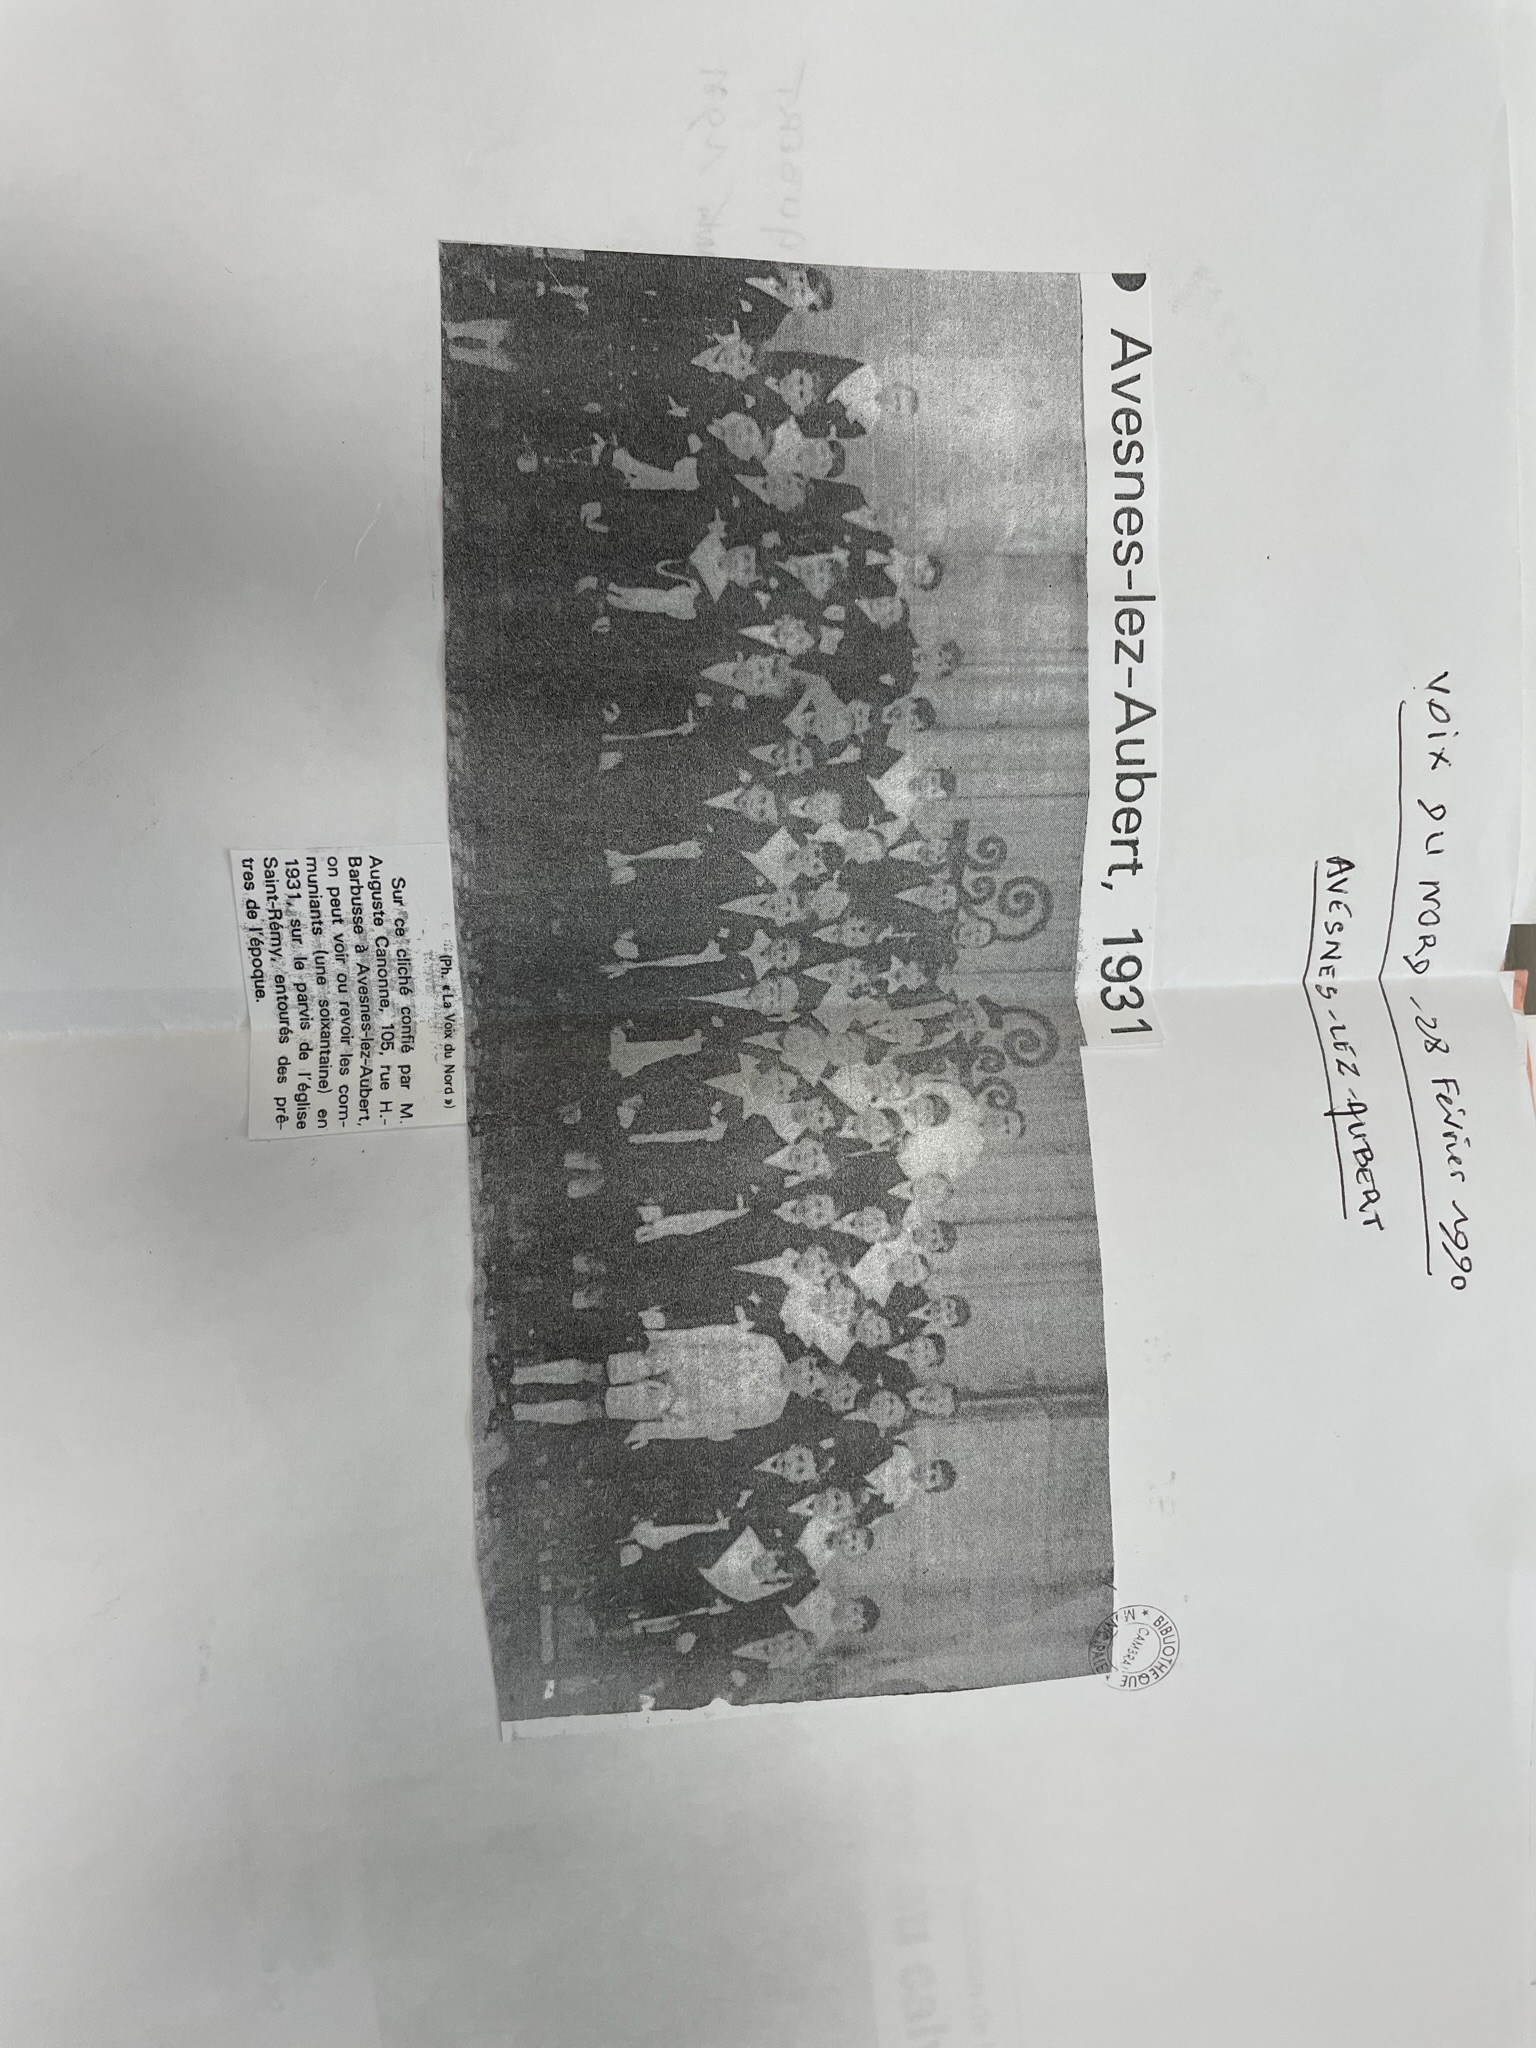 VOIX DU NORD - 28 Février 1990
AVESNES-LEZ-AUBERT
Avesnes-lez-Aubert, 1931
BIBLIOTHEQUE
CAMBRAI
(Ph. « La Voix du Nord »)
Sur ce cliché confié par M.
Auguste Canonne, 105, rue H.-
Barbusse à Avesnes-lez-Aubert,
on peut voir ou revoir les com-
muniants (une soixantaine) en
1931, sur le parvis de l'église
Saint-Rémy, entourés des prê-
tres de l'époque.